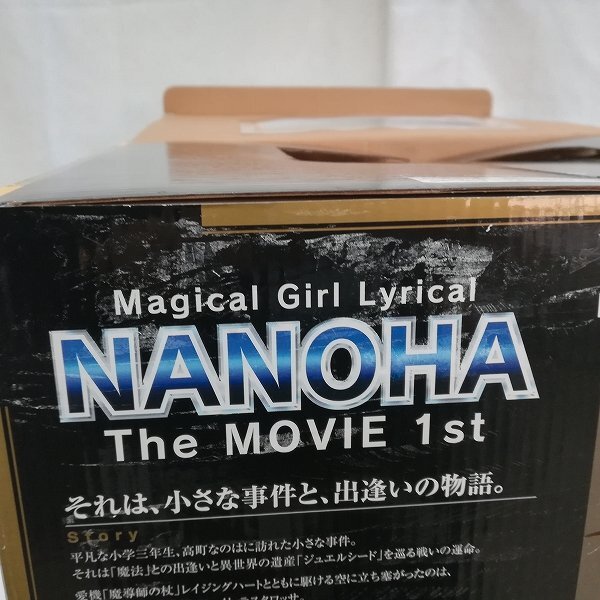 Magical Girl Lyrical
NANOHA
The MOVIE 1st
それは、小さな事件と、出逢いの物語。
Story
平凡な小学三年生、高町なのはに訪れた小さな事件。
それは「魔法」との出逢いと異世界の遺産「ジュエルシード」を巡る戦いの運命。
愛機「魔導師の杖」レイジングハートとともに駆ける空に立ち塞がったのは、